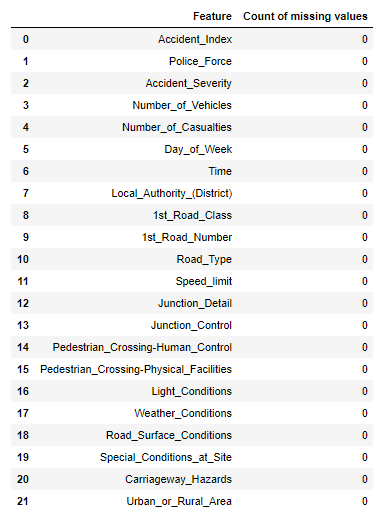 Feature Count of missing values
0 Accident_Index 0
1 Police_Force 0
2 Accident_Severity 0
3 Number_of_Vehicles 0
4 Number_of_Casualties 0
5 Day_of_Week 0
6 Time 0
7 Local_Authority_(District) 0
8 1st_Road_Class 0
9 1st_Road_Number 0
10 Road_Type 0
11 Speed_limit 0
12 Junction_Detail 0
13 Junction_Control 0
14 Pedestrian_Crossing-Human_Control 0
15 Pedestrian_Crossing-Physical_Facilities 0
16 Light_Conditions 0
17 Weather_Conditions 0
18 Road_Surface_Conditions 0
19 Special_Conditions_at_Site 0
20 Carriageway_Hazards 0
21 Urban_or_Rural_Area 0